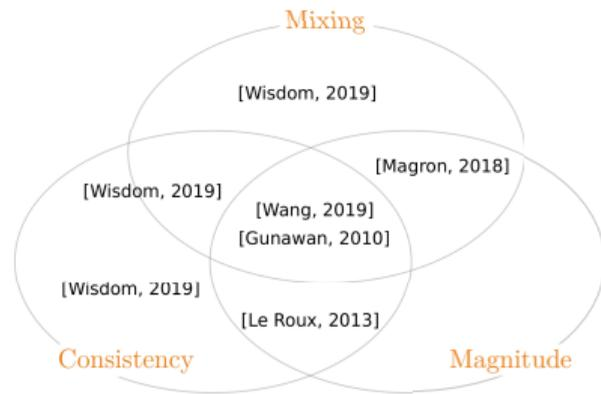 Mixing
[Wisdom, 2019]
[Magron, 2018]
[Wisdom, 2019]
[Wang, 2019]
[Gunawan, 2010]
[Wisdom, 2019]
[Le Roux, 2013]
Consistency
Magnitude